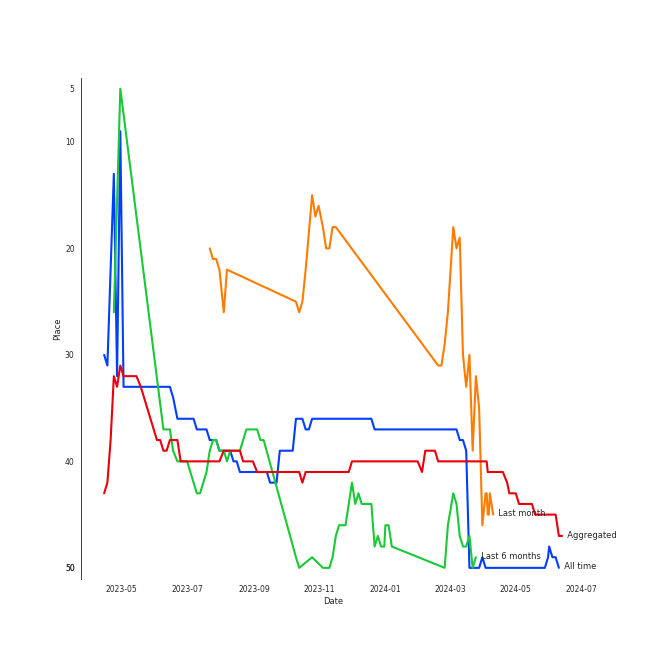 5
10
20
30
40
50
Place
Last month
Aggregated
Last 6 months
All time
2023-05
2023-07
2023-09
2023-11
2024-01
2024-03
2024-05
2024-07
Date